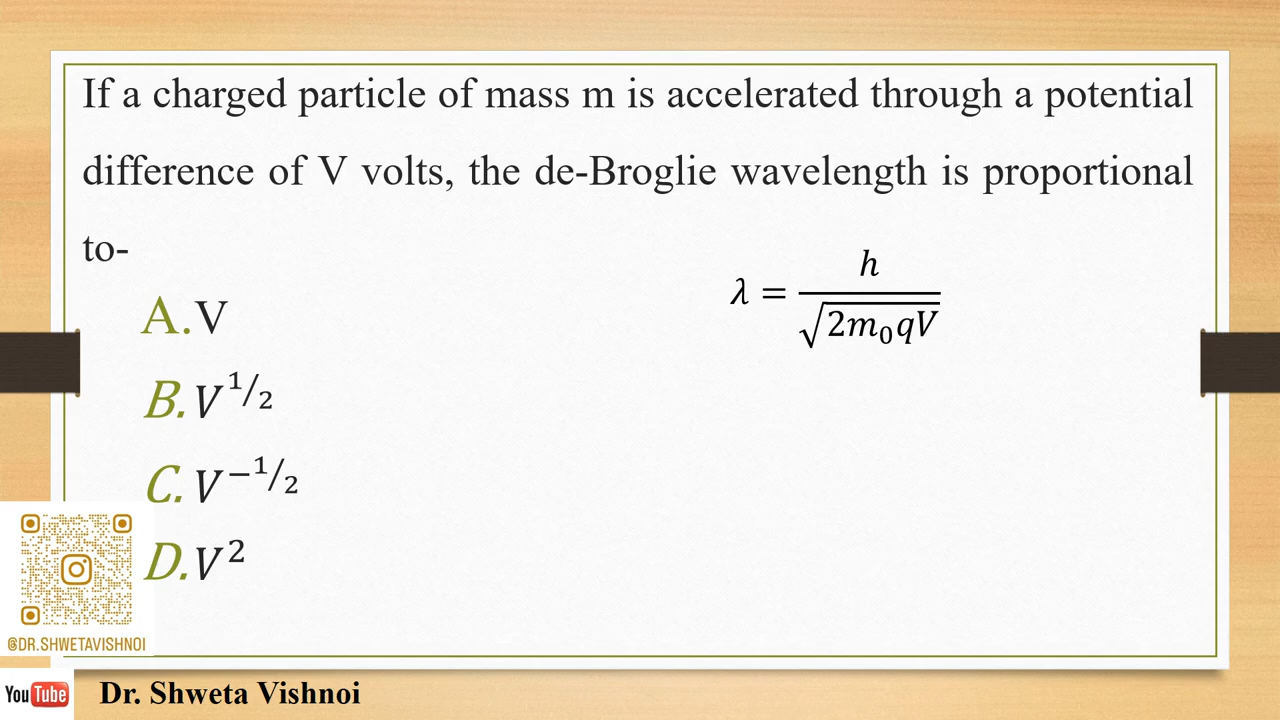 If a charged particle of mass m is accelerated through a potential
difference of V volts, the de-Broglie wavelength is proportional
to-
λ = h / √(2m₀qV)
A. V
B. V^1/2
C. V^−1/2
D. V^2
@DR.SHWETAVISHNOI
YouTube Dr. Shweta Vishnoi